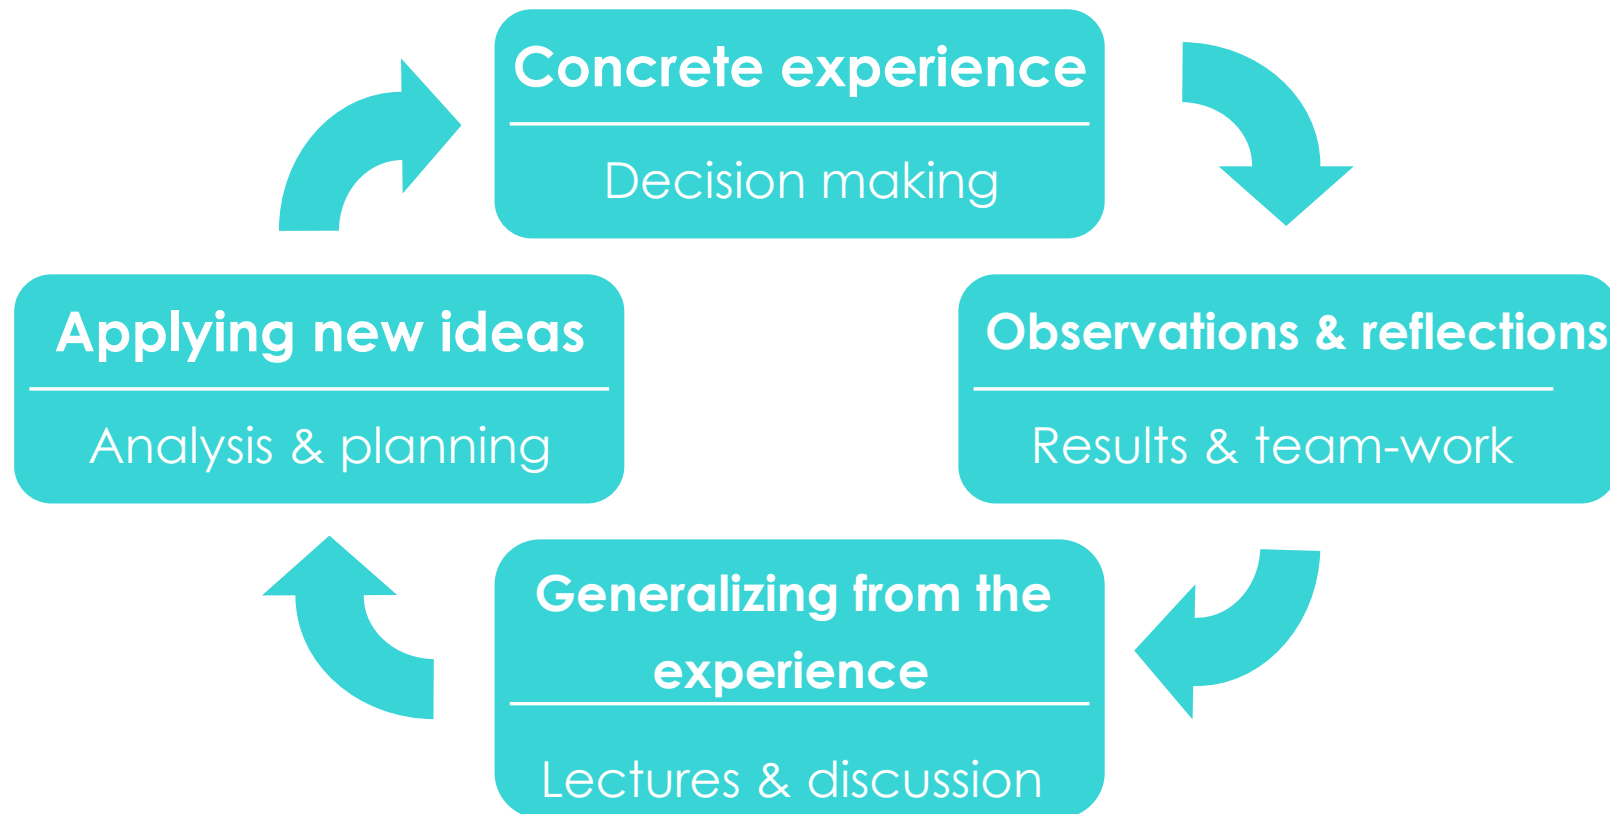 Concrete experience
Decision making
Applying new ideas
Analysis & planning
Observations & reflections
Results & team-work
Generalizing from the
experience
Lectures & discussion